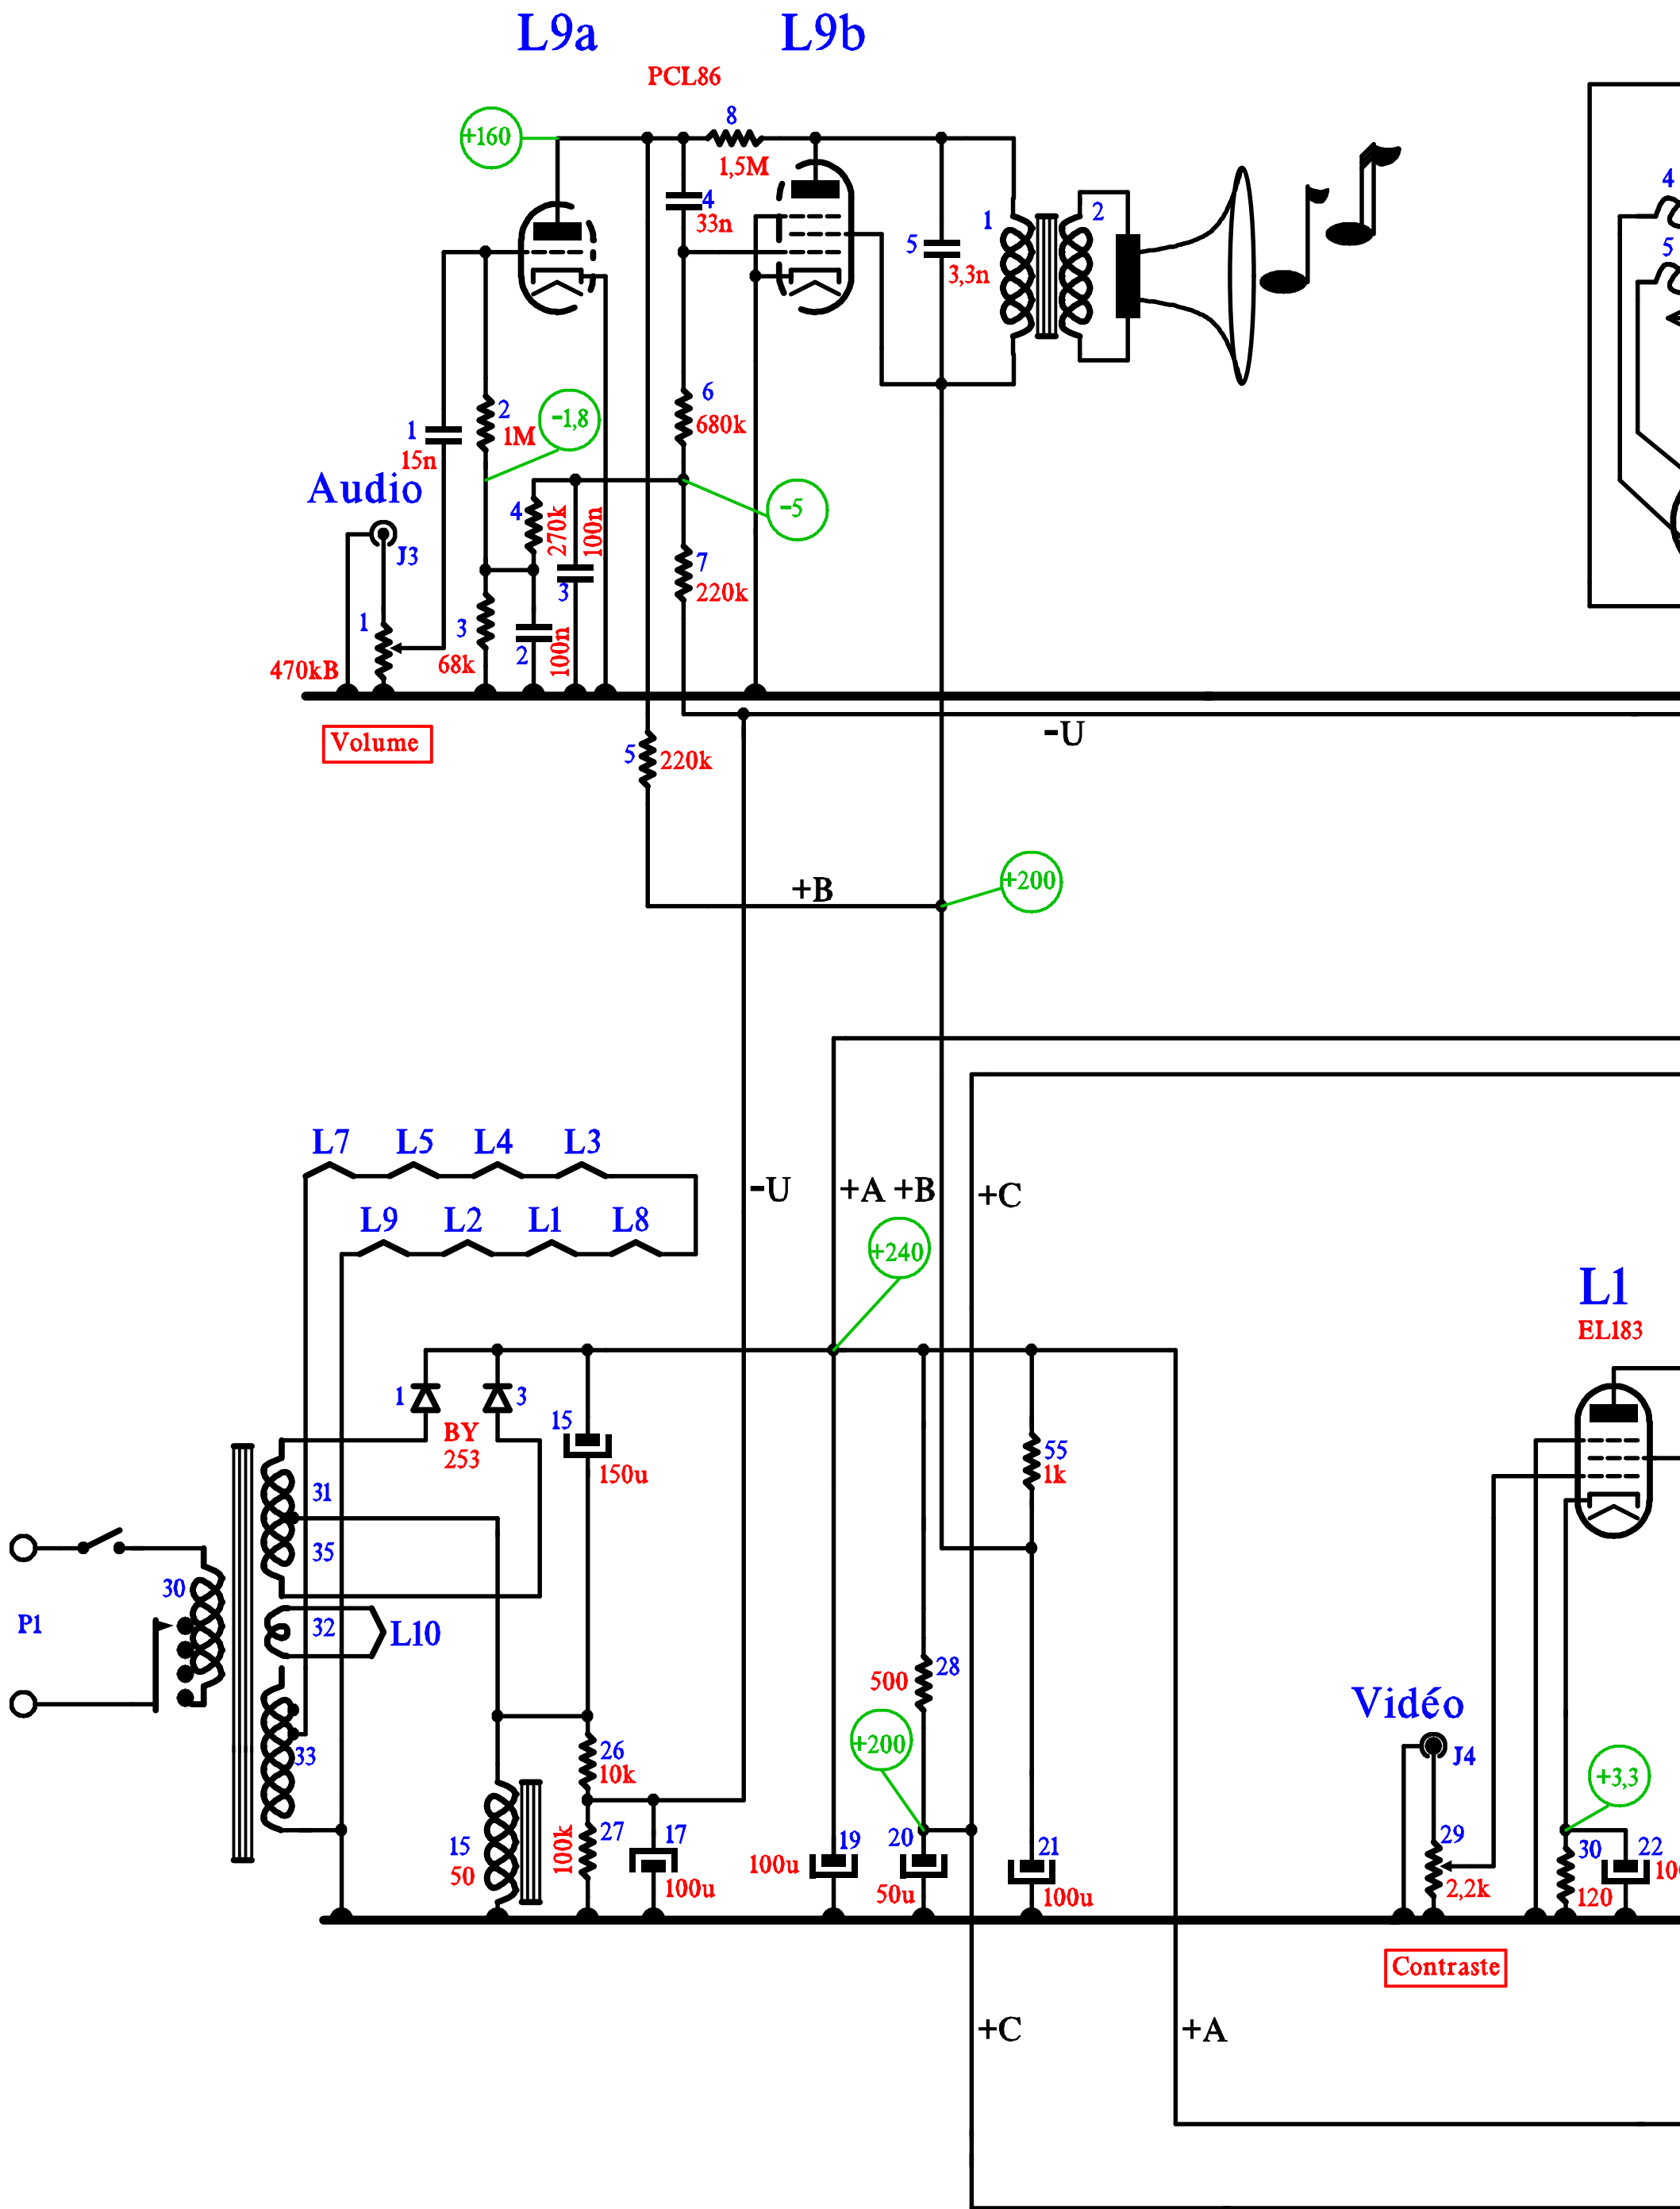 L9a
L9b
PCL86
8
+160
1,5M
4
33n
4
5
3,3n
1
2
5
6
680k
2
1M
-1,8
1
15n
Audio
J3
4
270k
100n
-5
7
220k
3
1
3
2
100n
470kB
68k
Volume
-U
5
220k
+B
+200
L7
L5
L4
L3
-U
+A
+B
+C
L9
L2
L1
L8
+240
L1
EL183
1
3
BY
253
15
150u
55
1k
31
35
30
P1
32
L10
33
500
28
+200
26
10k
27
100k
17
100u
15
50
19
100u
20
50u
21
100u
Vidéo
J4
+3,3
29
2,2k
30
120
22
Contraste
+C
+A